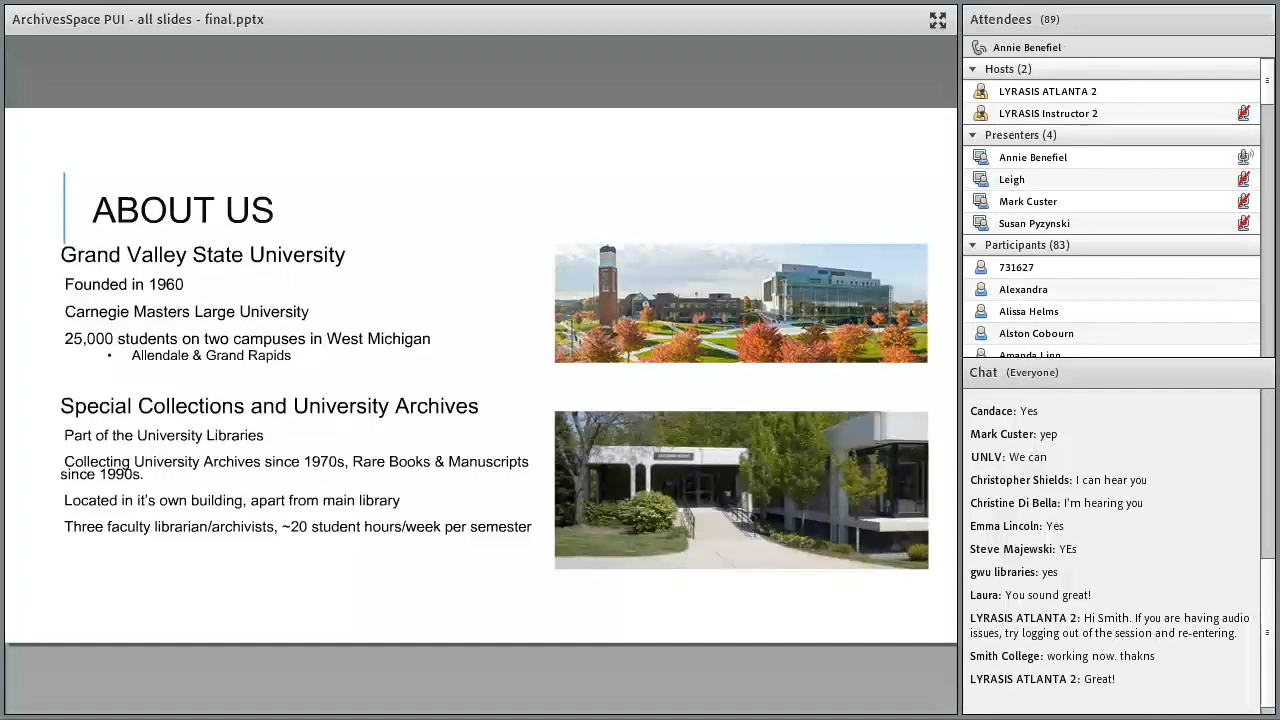 ArchivesSpace PUI - all slides - final.pptx
ABOUT US
Grand Valley State University
Founded in 1960
Carnegie Masters Large University
25,000 students on two campuses in West Michigan
• Allendale & Grand Rapids
Special Collections and University Archives
Part of the University Libraries
Collecting University Archives since 1970s, Rare Books & Manuscripts
since 1990s.
Located in it's own building, apart from main library
Three faculty librarian/archivists, ~20 student hours/week per semester
Attendees (89)
Annie Benefiel
Hosts (2)
LYRASIS ATLANTA 2
LYRASIS Instructor 2
Presenters (4)
Annie Benefiel
Leigh
Mark Custer
Susan Pyzynski
Participants (83)
731627
Alexandra
Alissa Helms
Alston Cobourn
Amanda Linn
Chat (Everyone)
Candace: Yes
Mark Custer: yep
UNLV: We can
Christopher Shields: I can hear you
Christine Di Bella: I'm hearing you
Emma Lincoln: Yes
Steve Majewski: YEs
gwu libraries: yes
Laura: You sound great!
LYRASIS ATLANTA 2: Hi Smith. If you are having audio
issues, try logging out of the session and re-entering.
Smith College: working now. thakns
LYRASIS ATLANTA 2: Great!